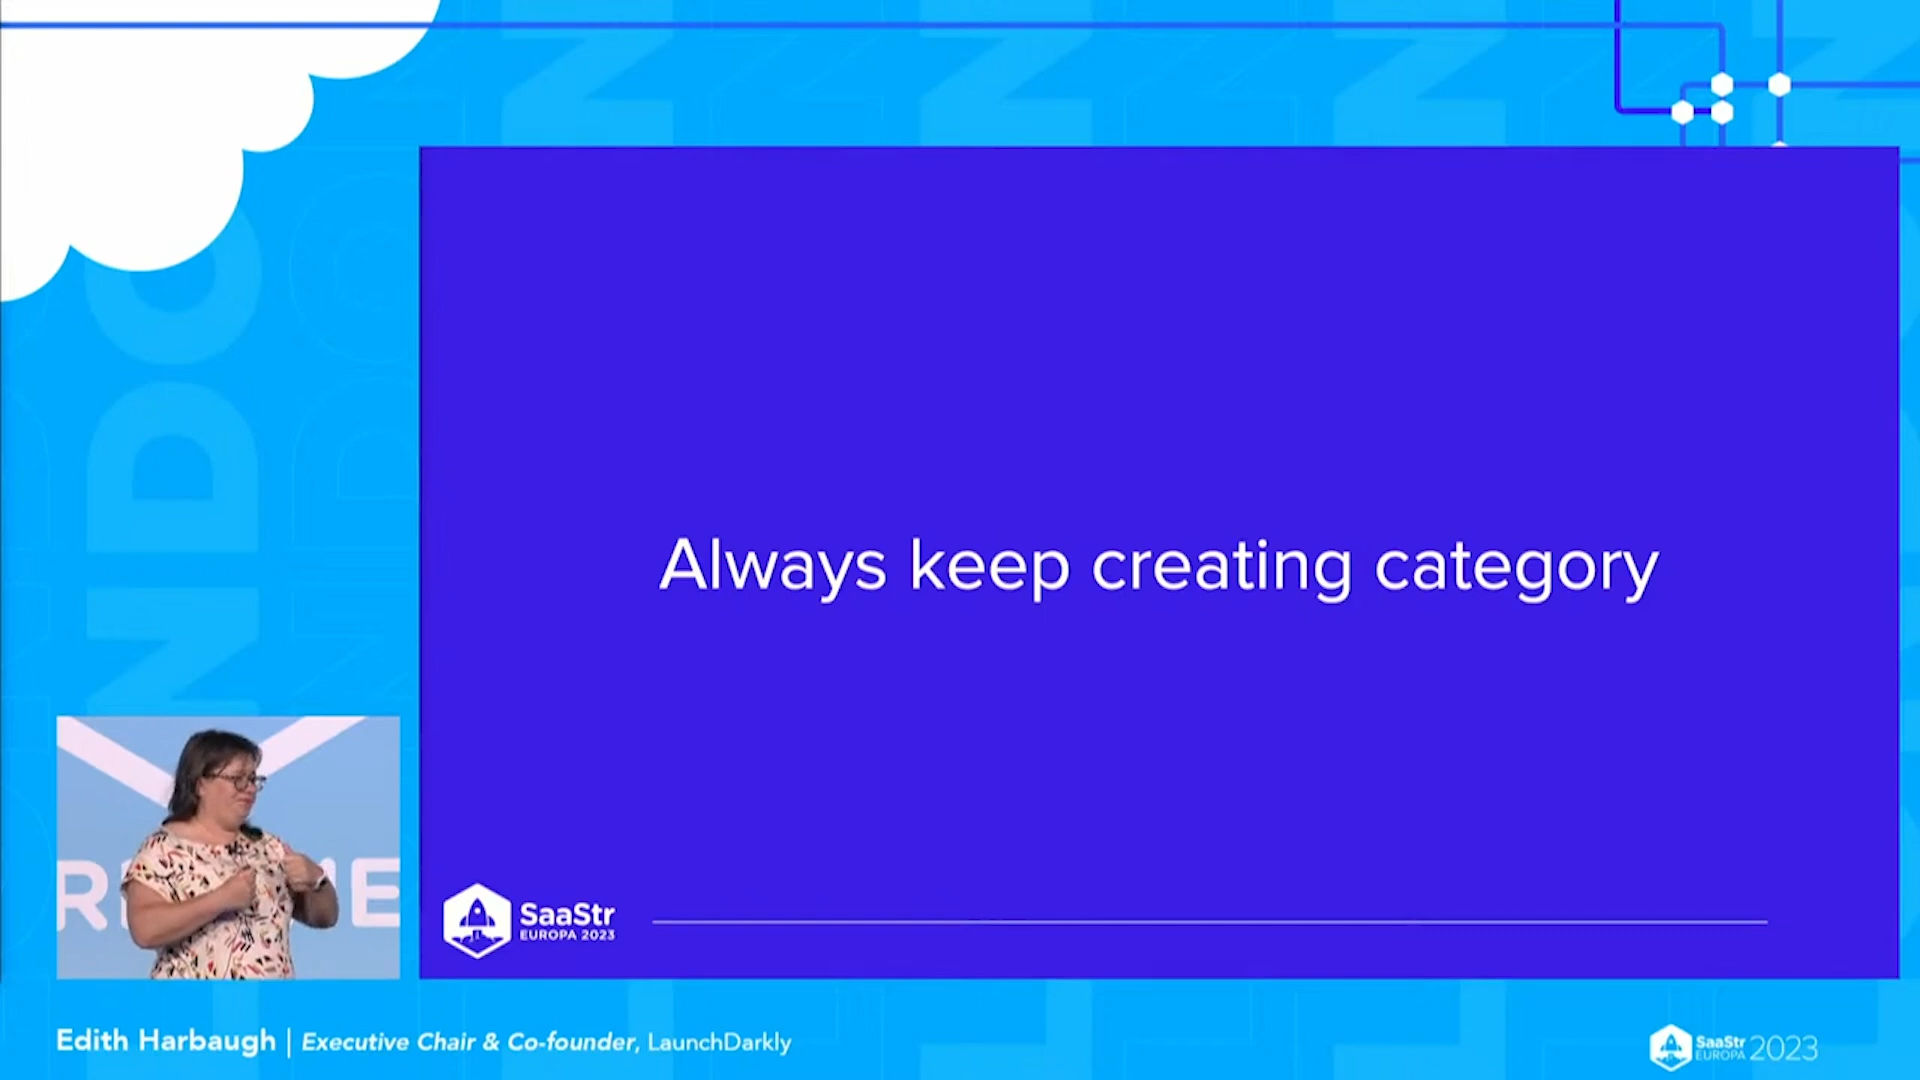 Always keep creating category
SaaStr
EUROPA 2023
Edith Harbaugh | Executive Chair & Co-founder, LaunchDarkly
SaaStr
EUROPA 2023